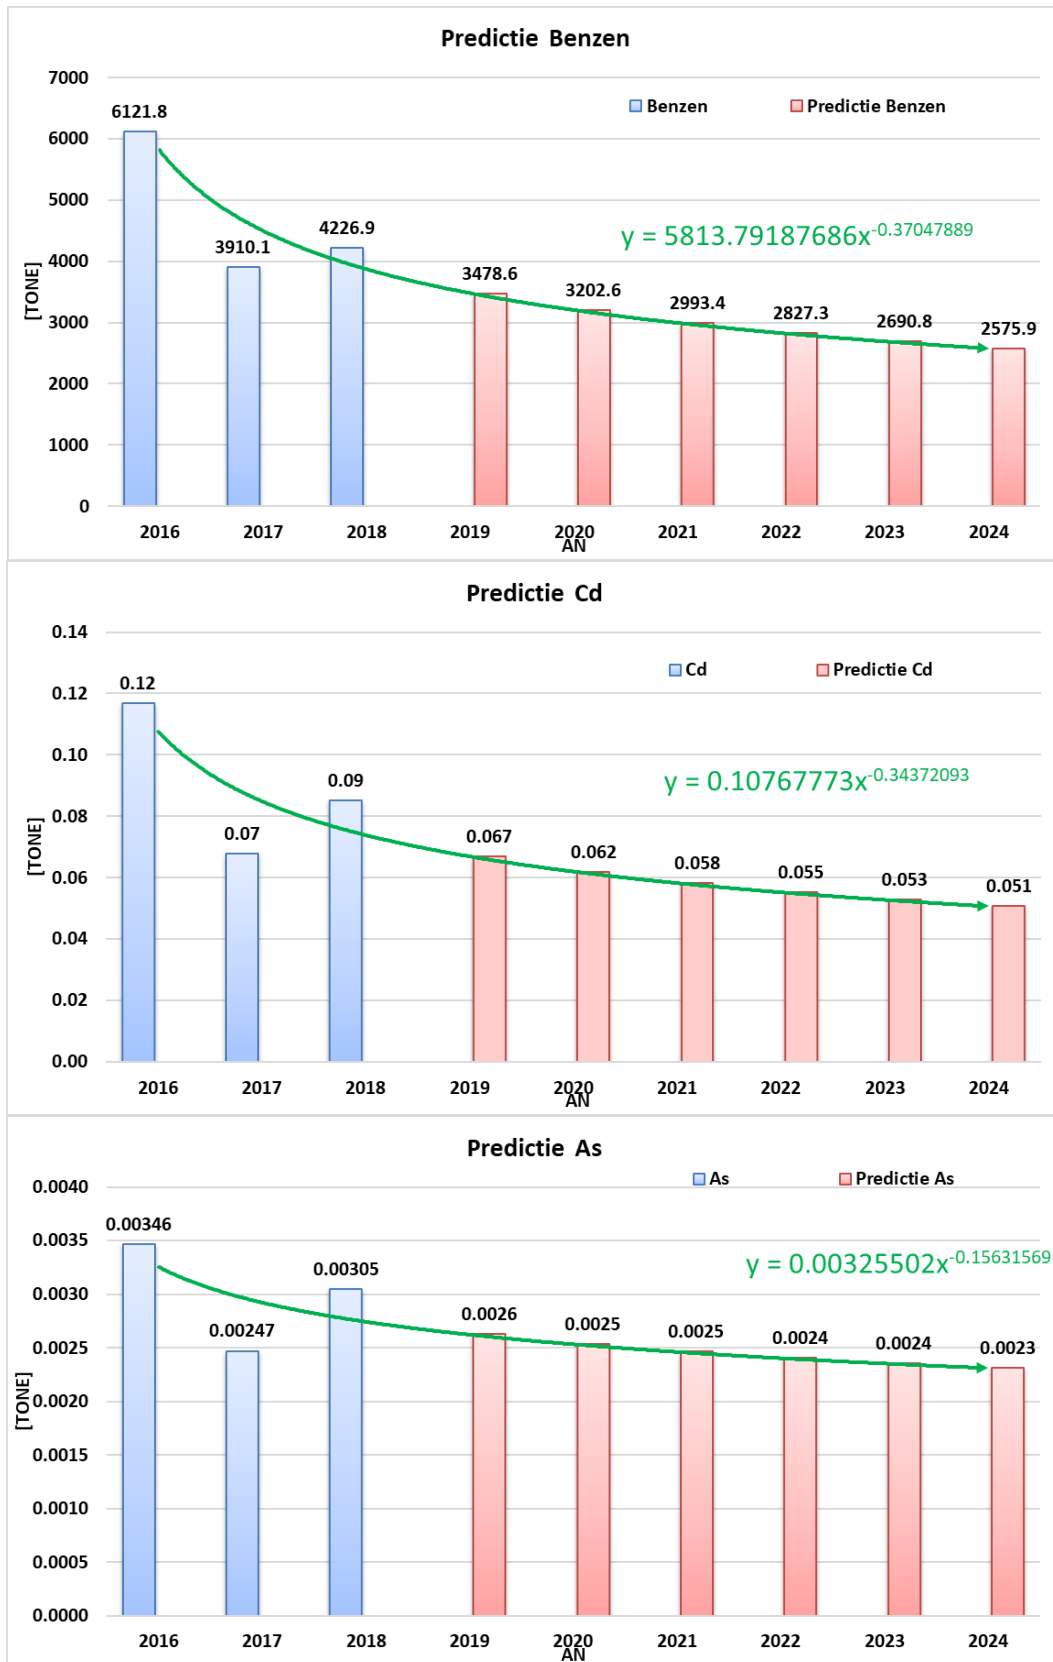 Predictie Benzen
7000
Benzen Predictie Benzen
6121.8
6000
5000
4226.9
y = 5813.79187686x^-0.37047889
3910.1
4000
3478.6
3202.6
2993.4
2827.3
2690.8
2575.9
[TONE]
3000
2000
1000
0
2016 2017 2018 2019 2020 2021 2022 2023 2024
AN
Predictie Cd
0.14
Cd Predictie Cd
0.12
0.12
0.10
0.09
y = 0.10767773x^-0.34372093
0.08
0.07
0.067
0.062
0.058
0.055
0.053
0.051
[TONE]
0.06
0.04
0.02
0.00
2016 2017 2018 2019 2020 2021 2022 2023 2024
AN
Predictie As
As Predictie As
0.0040
0.00346
0.0035
0.00305
y = 0.00325502x^-0.15631569
0.0030
0.00247
0.0026
0.0025
0.0025
0.0024
0.0024
0.0023
0.0025
0.0020
[TONE]
0.0015
0.0010
0.0005
0.0000
2016 2017 2018 2019 2020 2021 2022 2023 2024
AN